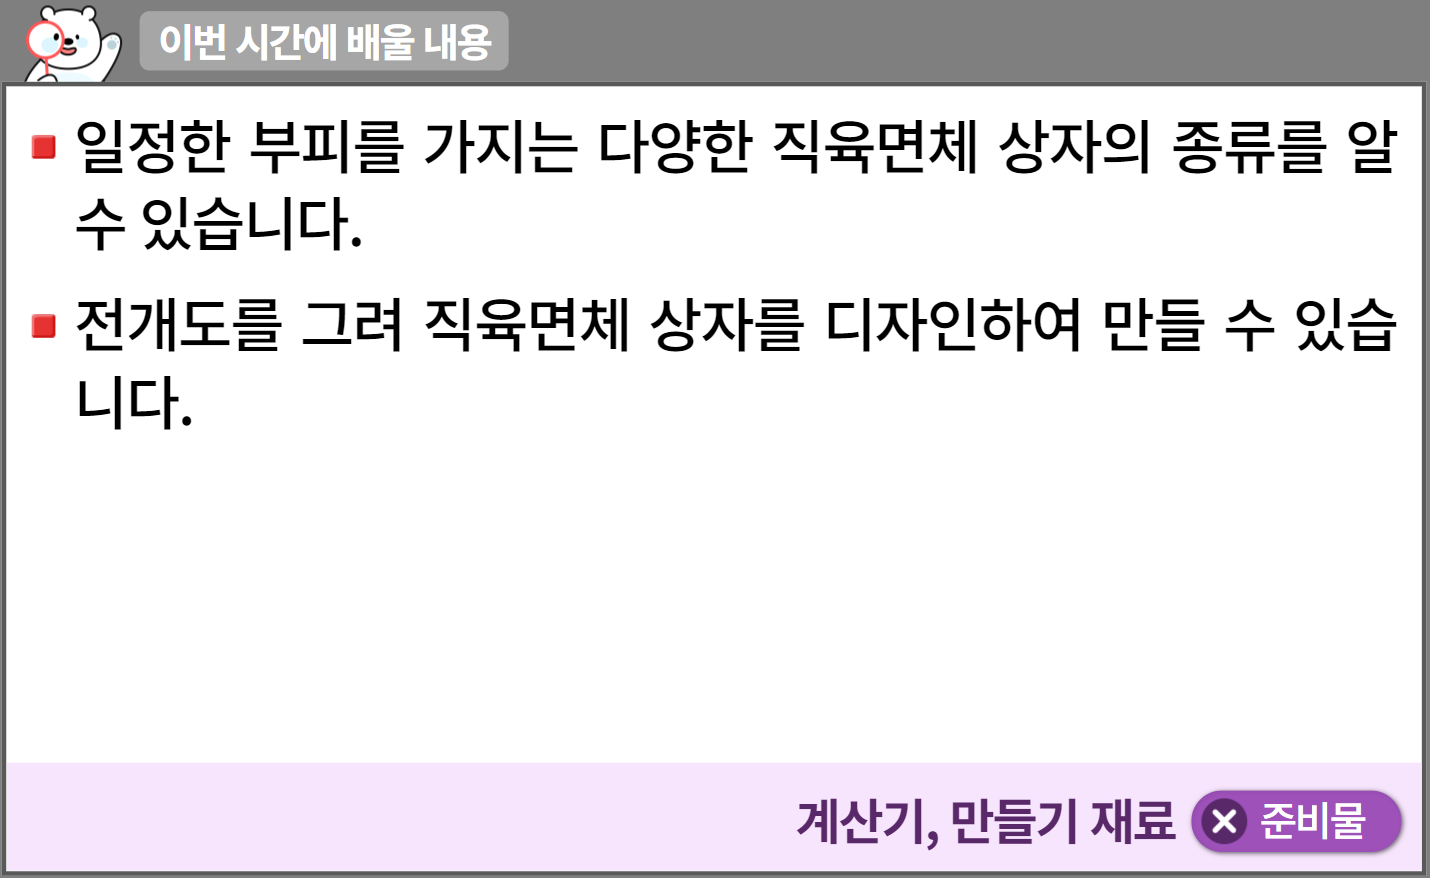 이번 시간에 배울 내용
일정한 부피를 가지는 다양한 직육면체 상자의 종류를 알
수 있습니다.
전개도를 그려 직육면체 상자를 디자인하여 만들 수 있습
니다.
계산기, 만들기 재료 준비물